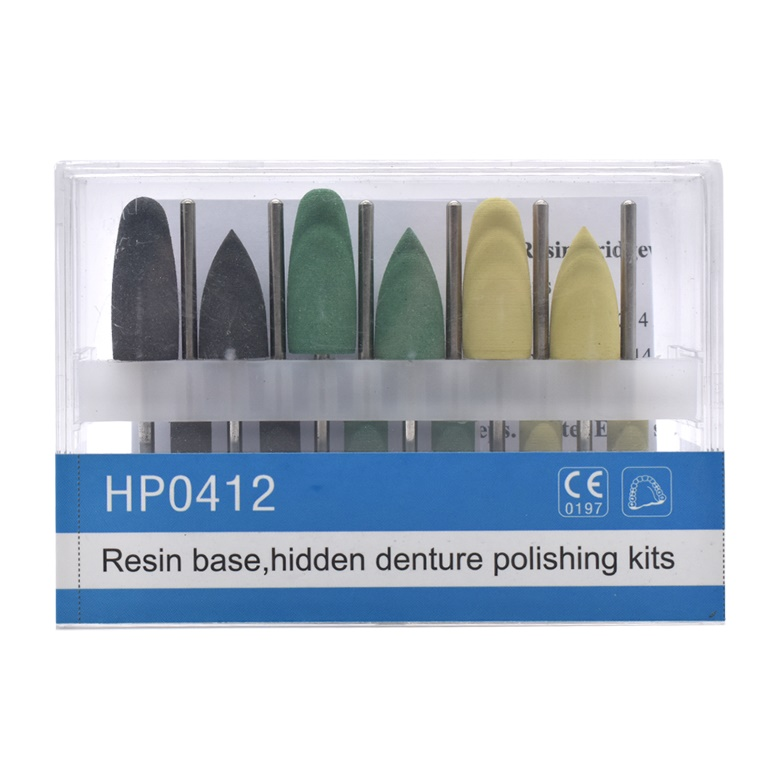 HP0412
CE
0197
Resin base,hidden denture polishing kits